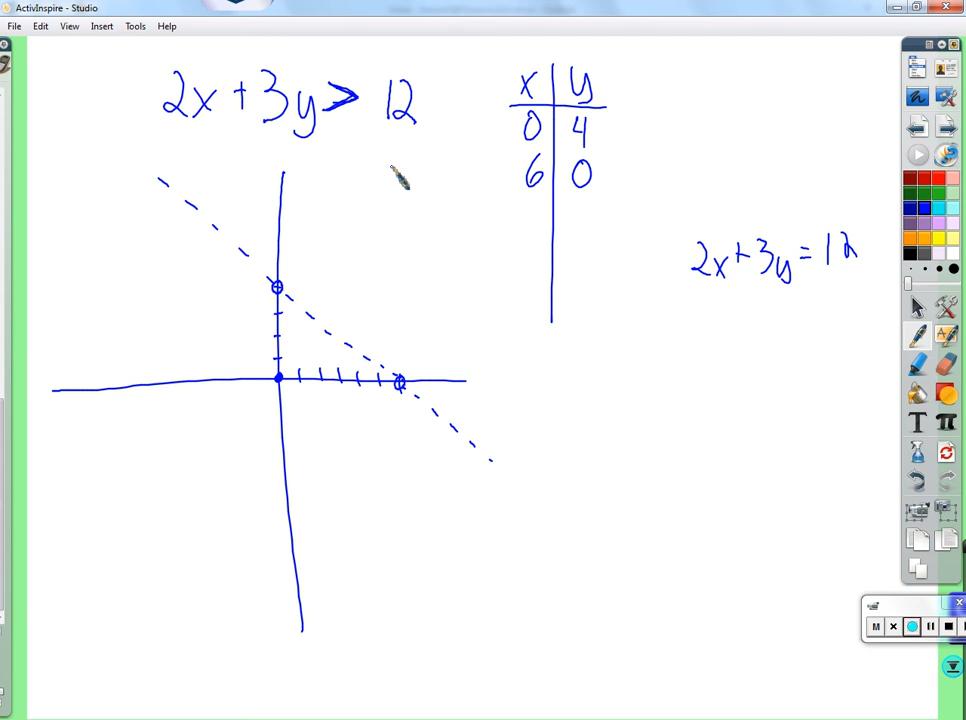 ActivInspire - Studio
File Edit View Insert Tools Help
2x + 3y > 12
x y
0 4
6 0
2x + 3y = 12
T π
M